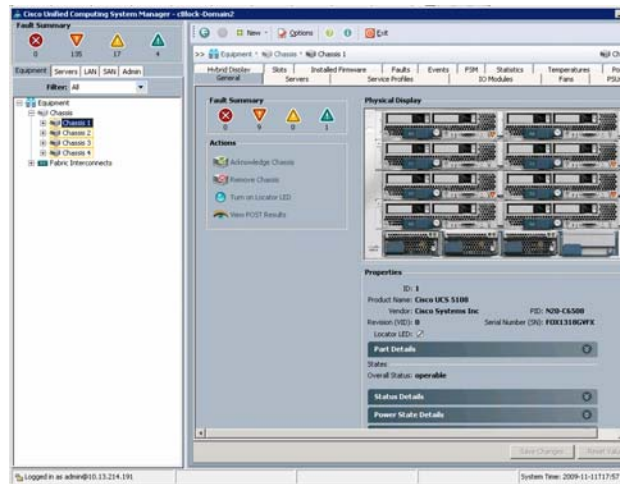 Cisco Unified Computing System Manager - cBlock-Domain2
Fault Summary
0 135 17 4
New Options Exit
>> Equipment Chassis Chassis 1
Equipment Servers LAN SAN Admin
Filter: All
Equipment
Chassis
Chassis 1
Chassis 2
Chassis 3
Chassis 4
Fabric Interconnects
Hybrid Display Slots Installed Firmware Faults Events FSM Statistics Temperatures
General Servers Service Profiles IO Modules Fans PSUs
Fault Summary
0 9 0 1
Actions
Acknowledge Chassis
Remove Chassis
Turn on Locator LED
View POST Results
Physical Display
Properties
ID: 1
Product Name: Cisco UCS 5108
Vendor: Cisco Systems Inc PID: N20-C6508
Revision (VID): 0 Serial Number (SN): FOX1318GWFX
Locator LED:
Part Details
States
Overall Status: operable
Status Details
Power State Details
Save Changes Reset Values
Logged in as admin@10.13.214.191
System Time: 2009-11-11T17:57